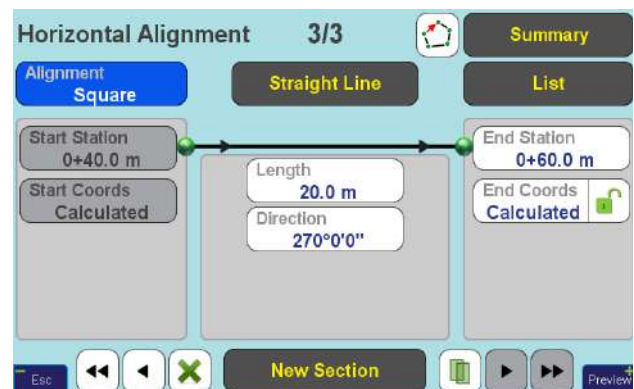 Horizontal Alignment 3/3 Summary
Alignment
Square
Straight Line
List
Start Station
0+40.0 m
Start Coords
Calculated
Length
20.0 m
Direction
270°0'0"
End Station
0+60.0 m
End Coords
Calculated
Esc
New Section
Preview